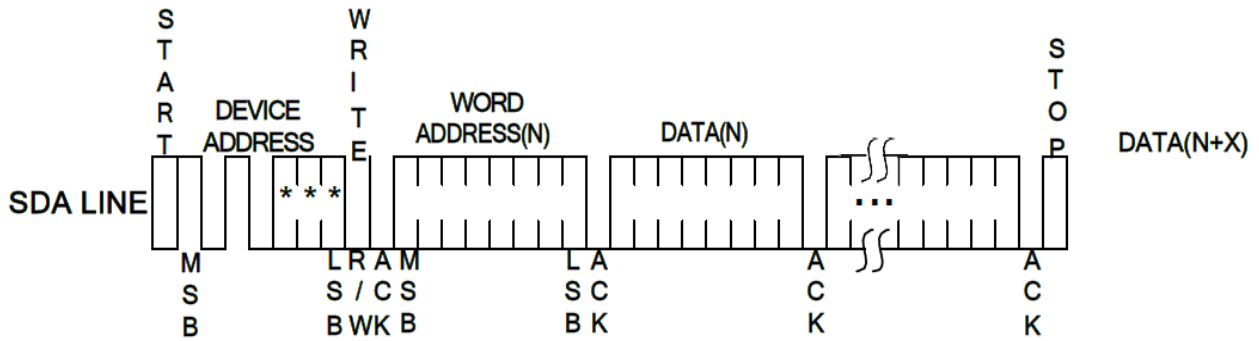 START
WRITE
STOP
DEVICE
ADDRESS
WORD
ADDRESS(N)
DATA(N)
DATA(N+X)
SDA LINE
* * *
...
MSB
LSB
R/W
ACK
MSB
LSB
ACK
ACK
ACK